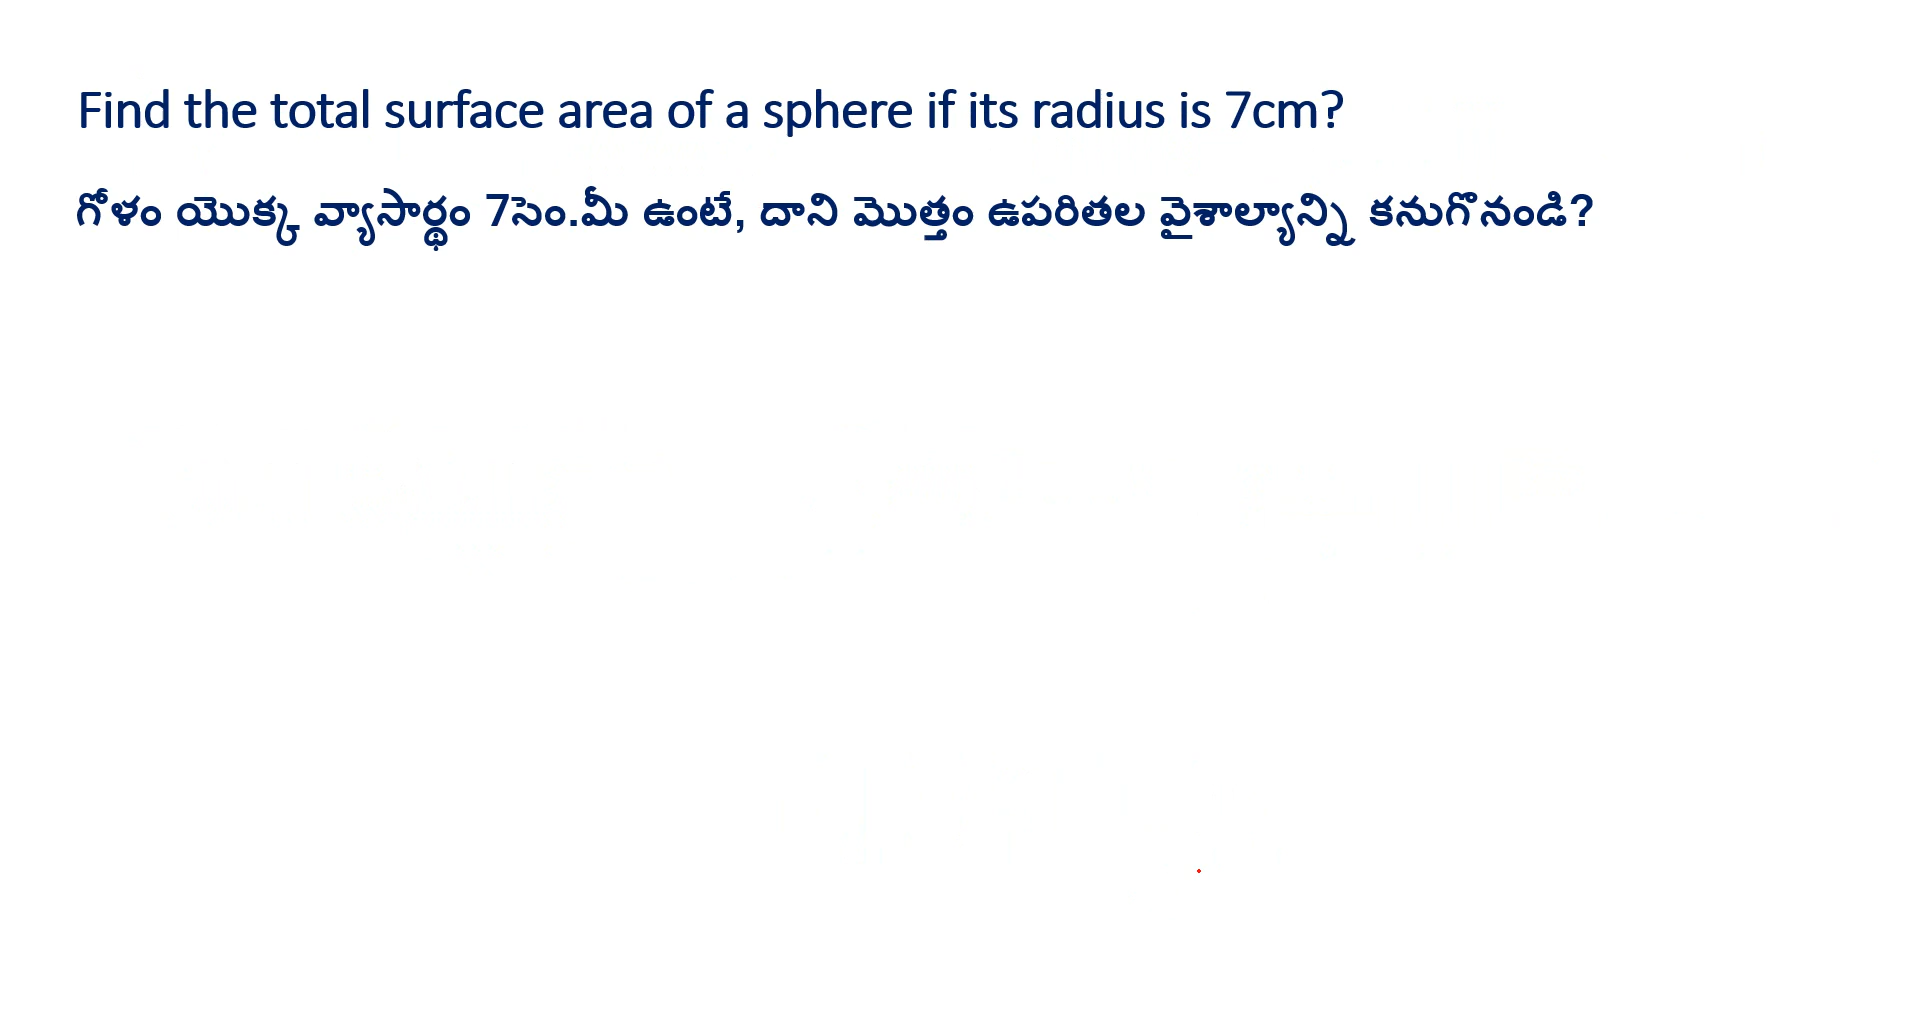 Find the total surface area of a sphere if its radius is 7cm?
గోళం యొక్క వ్యాసార్థం 7సెం.మీ ఉంటే, దాని మొత్తం ఉపరితల వైశాల్యాన్ని కనుగొనండి?